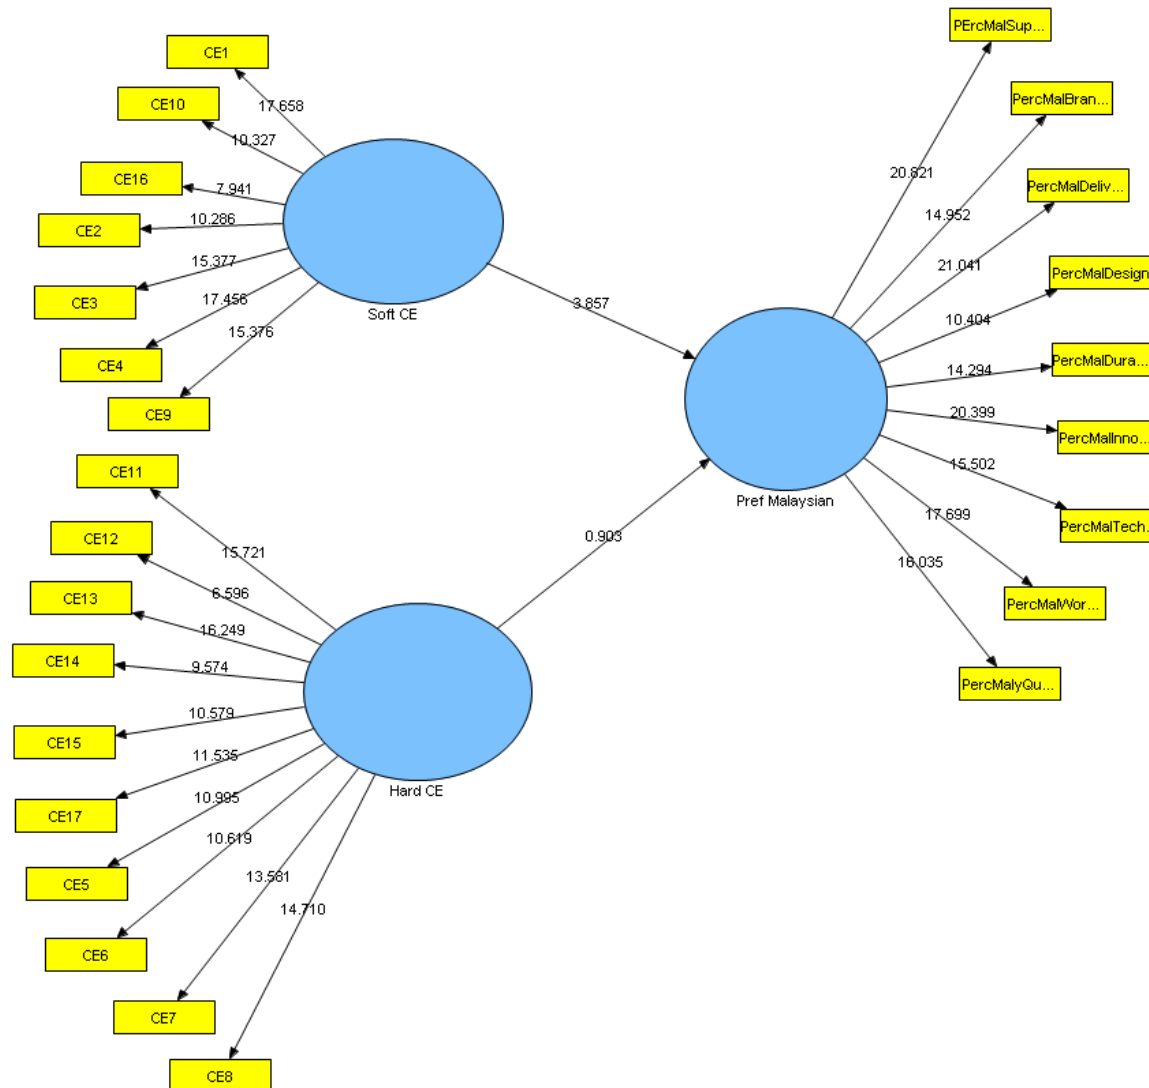 PErcMalSup...
CE1
17.658
PercMalBran...
CE10
10.327
20.821
CE16
7.941
PercMalDeliv...
14.952
CE2
10.286
21.041
PercMalDesign
15.377
CE3
17.456
3.857
Soft CE
10.404
CE4
15.376
14.294
PercMalDura...
CE9
20.399
PercMalInno...
CE11
15.502
Pref Malaysian
17.699
PercMalTech.
CE12
15.721
0.903
16.035
6.596
CE13
PercMalWor...
16.249
CE14
9.574
PercMalyQu...
10.579
CE15
11.535
Hard CE
10.995
CE17
10.619
13.581
CE5
14.710
CE6
CE7
CE8